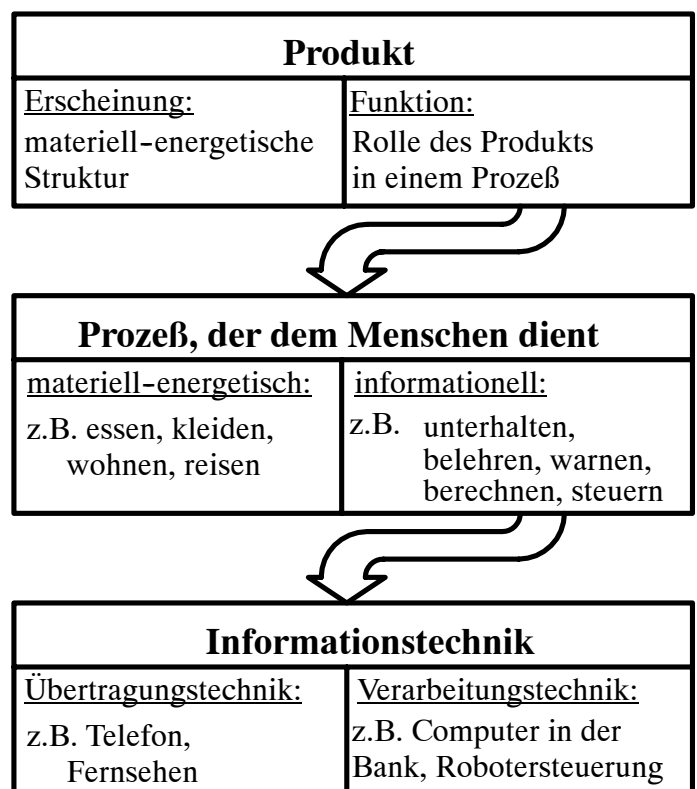 Produkt
Erscheinung:
materiell-energetische
Struktur
Funktion:
Rolle des Produkts
in einem Prozeß
Prozeß, der dem Menschen dient
materiell-energetisch:
z.B. essen, kleiden,
wohnen, reisen
informationell:
z.B. unterhalten,
belehren, warnen,
berechnen, steuern
Informationstechnik
Übertragungstechnik:
z.B. Telefon,
Fernsehen
Verarbeitungstechnik:
z.B. Computer in der
Bank, Robotersteuerung